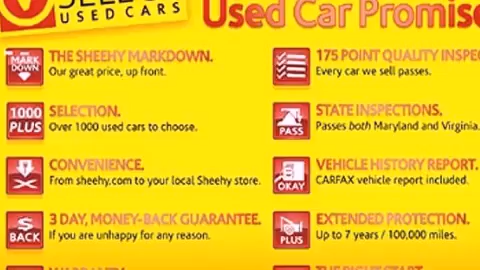 USED CARS
Used Car Promise
MARK
DOWN
THE SHEEHY MARKDOWN.
Our great price, up front.
1000
PLUS
SELECTION.
Over 1000 used cars to choose.
CONVENIENCE.
From sheehy.com to your local Sheehy store.
$
BACK
3 DAY, MONEY-BACK GUARANTEE.
If you are unhappy for any reason.
175 POINT QUALITY INSPEC
Every car we sell passes.
PASS
STATE INSPECTIONS.
Passes both Maryland and Virginia.
OKAY
VEHICLE HISTORY REPORT.
CARFAX vehicle report included.
PLUS
EXTENDED PROTECTION.
Up to 7 years / 100,000 miles.